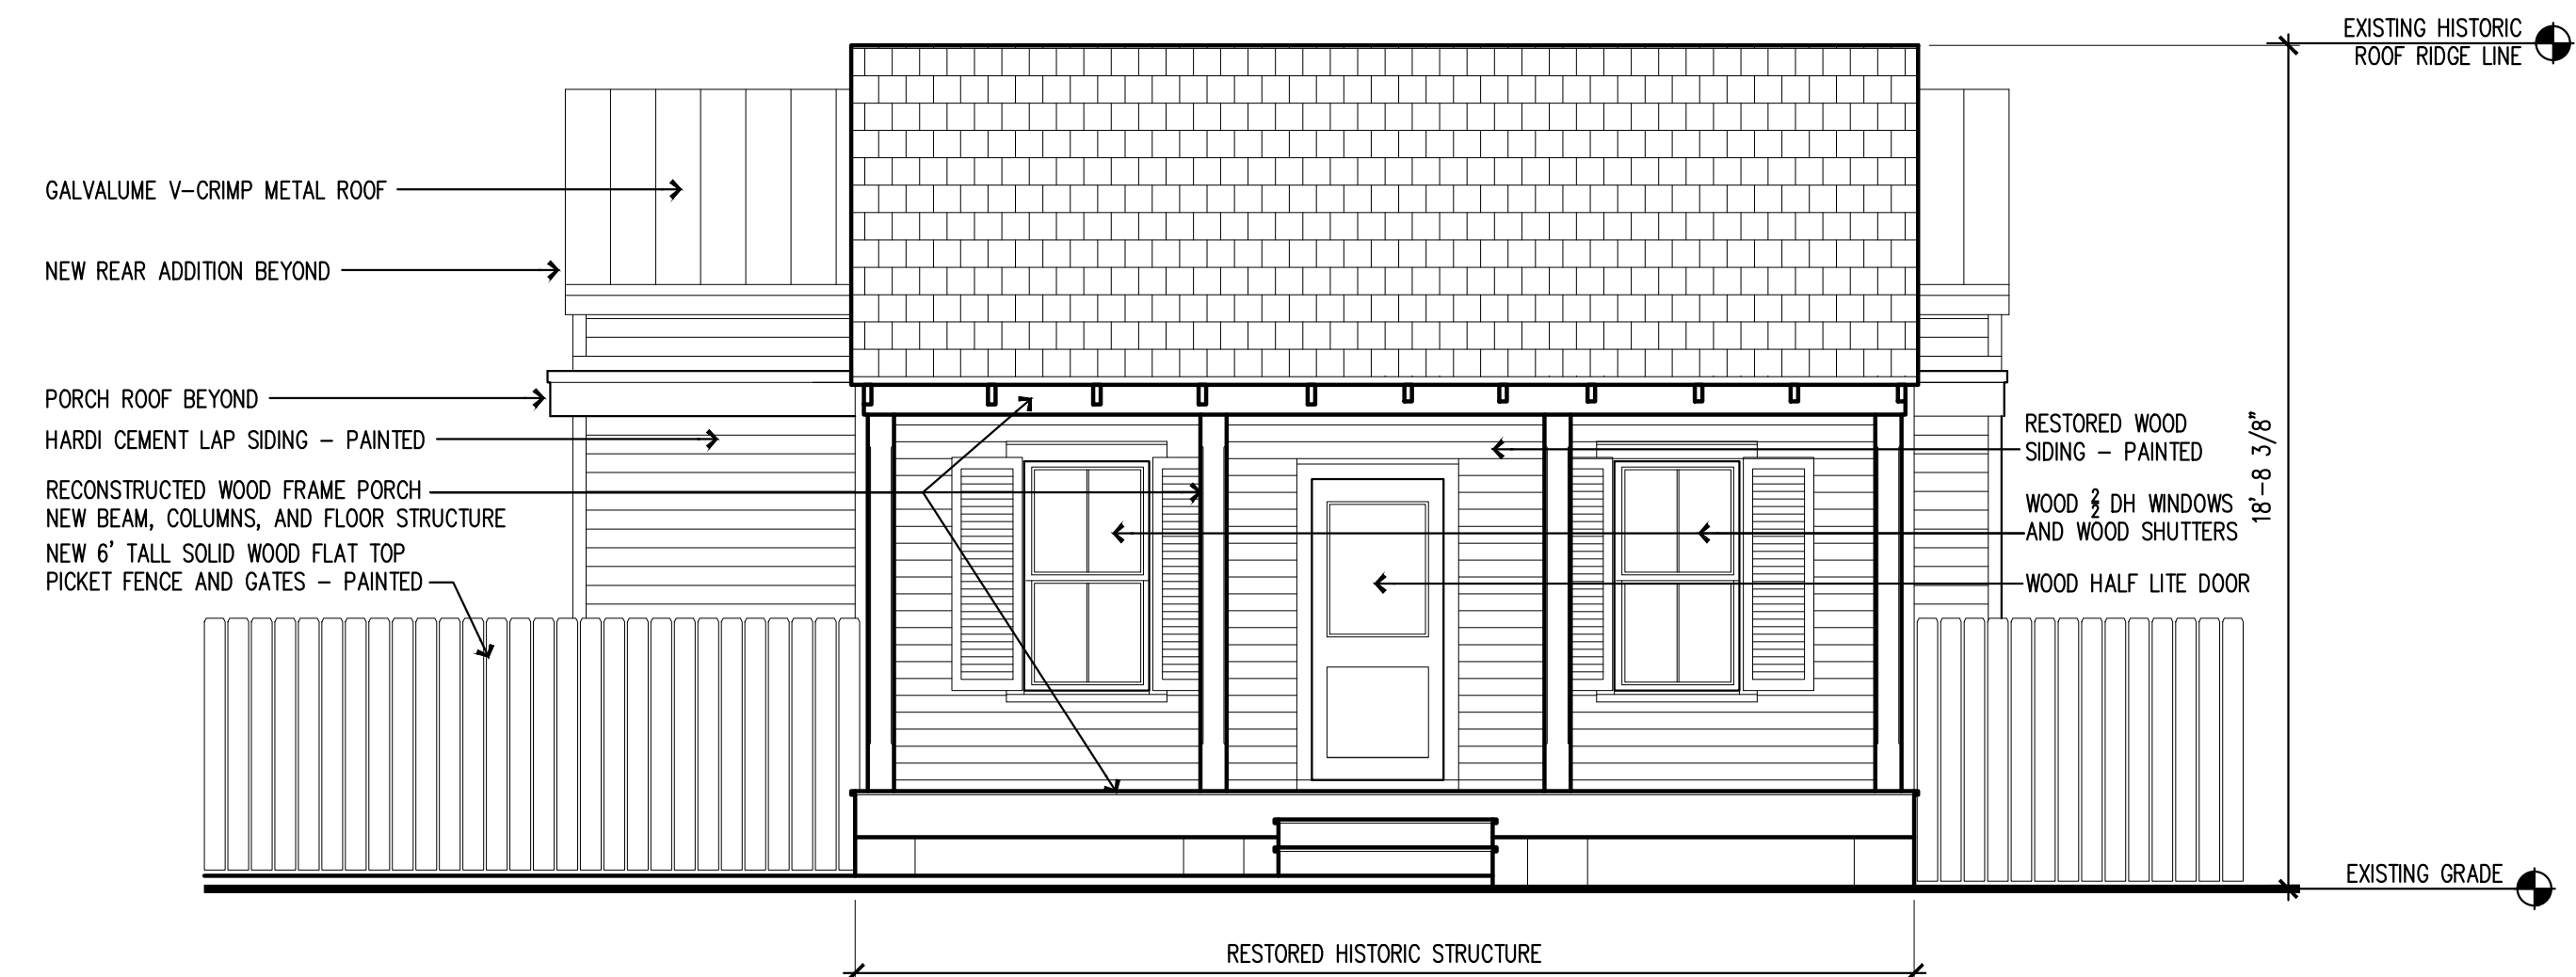 EXISTING HISTORIC
ROOF RIDGE LINE
GALVALUME V-CRIMP METAL ROOF
NEW REAR ADDITION BEYOND
PORCH ROOF BEYOND
HARDI CEMENT LAP SIDING - PAINTED
RECONSTRUCTED WOOD FRAME PORCH
NEW BEAM, COLUMNS, AND FLOOR STRUCTURE
NEW 6' TALL SOLID WOOD FLAT TOP
PICKET FENCE AND GATES - PAINTED
RESTORED WOOD
SIDING - PAINTED
WOOD 2/2 DH WINDOWS
AND WOOD SHUTTERS
WOOD HALF LITE DOOR
18'-8 3/8"
EXISTING GRADE
RESTORED HISTORIC STRUCTURE